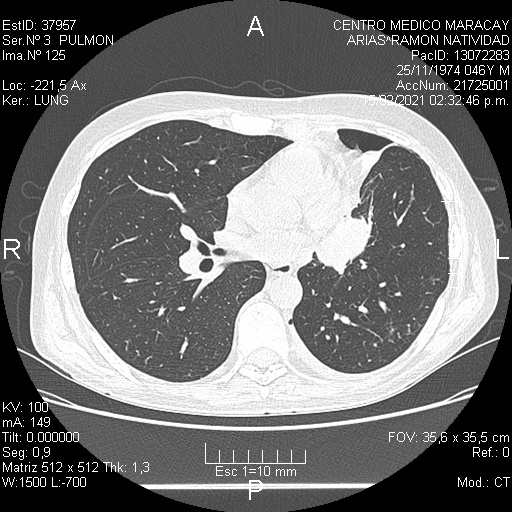 EstID: 37957
Ser.Nº 3 PULMON
Ima.Nº 125
Loc: -221,5 Ax
Ker.: LUNG
A
CENTRO MEDICO MARACAY
ARIAS^RAMON NATIVIDAD
PacID: 13072283
25/11/1974 046Y M
AccNum: 21725001
15/02/2021 02:32:46 p.m.
R
L
KV: 100
mA: 149
Tilt: 0.000000
Seg: 0,9
Matriz 512 x 512 Thk: 1,3
W:1500 L:-700
Esc 1=10 mm
P
FOV: 35,6 x 35,5 cm
Ref.: 0
Mod.: CT